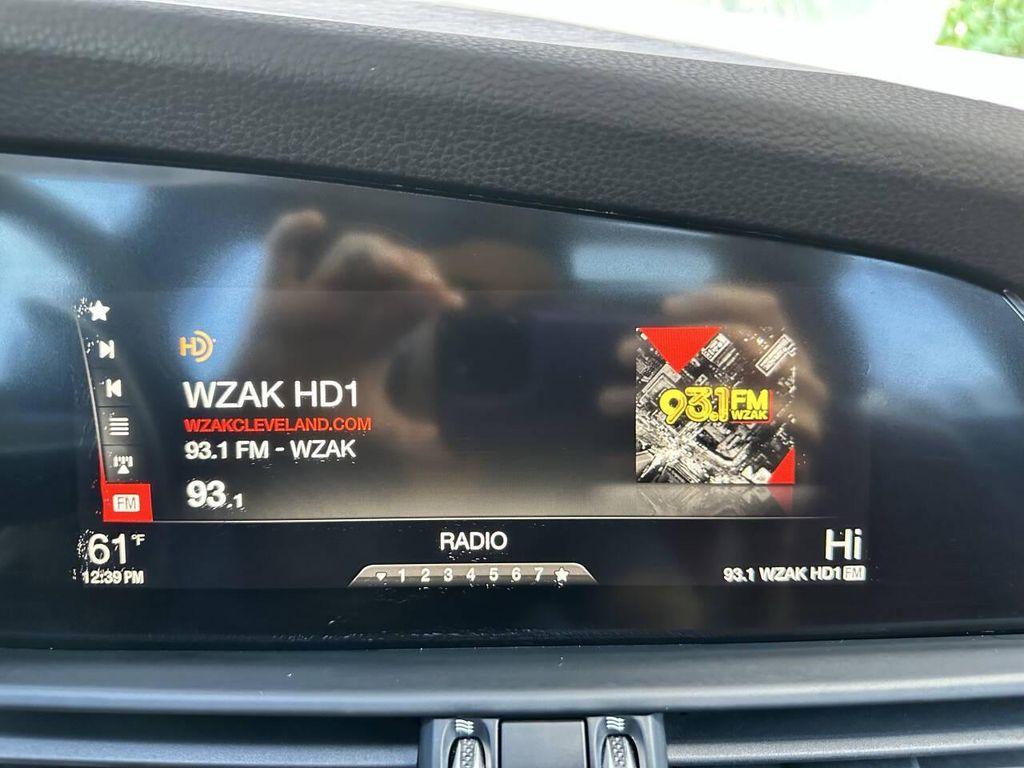 HD
WZAK HD1
WZAKCLEVELAND.COM
93.1 FM - WZAK
93.1
FM
93.1 FM
WZAK
61°F
12:39 PM
RADIO
1 2 3 4 5 6 7
Hi
93.1 WZAK HD1 FM